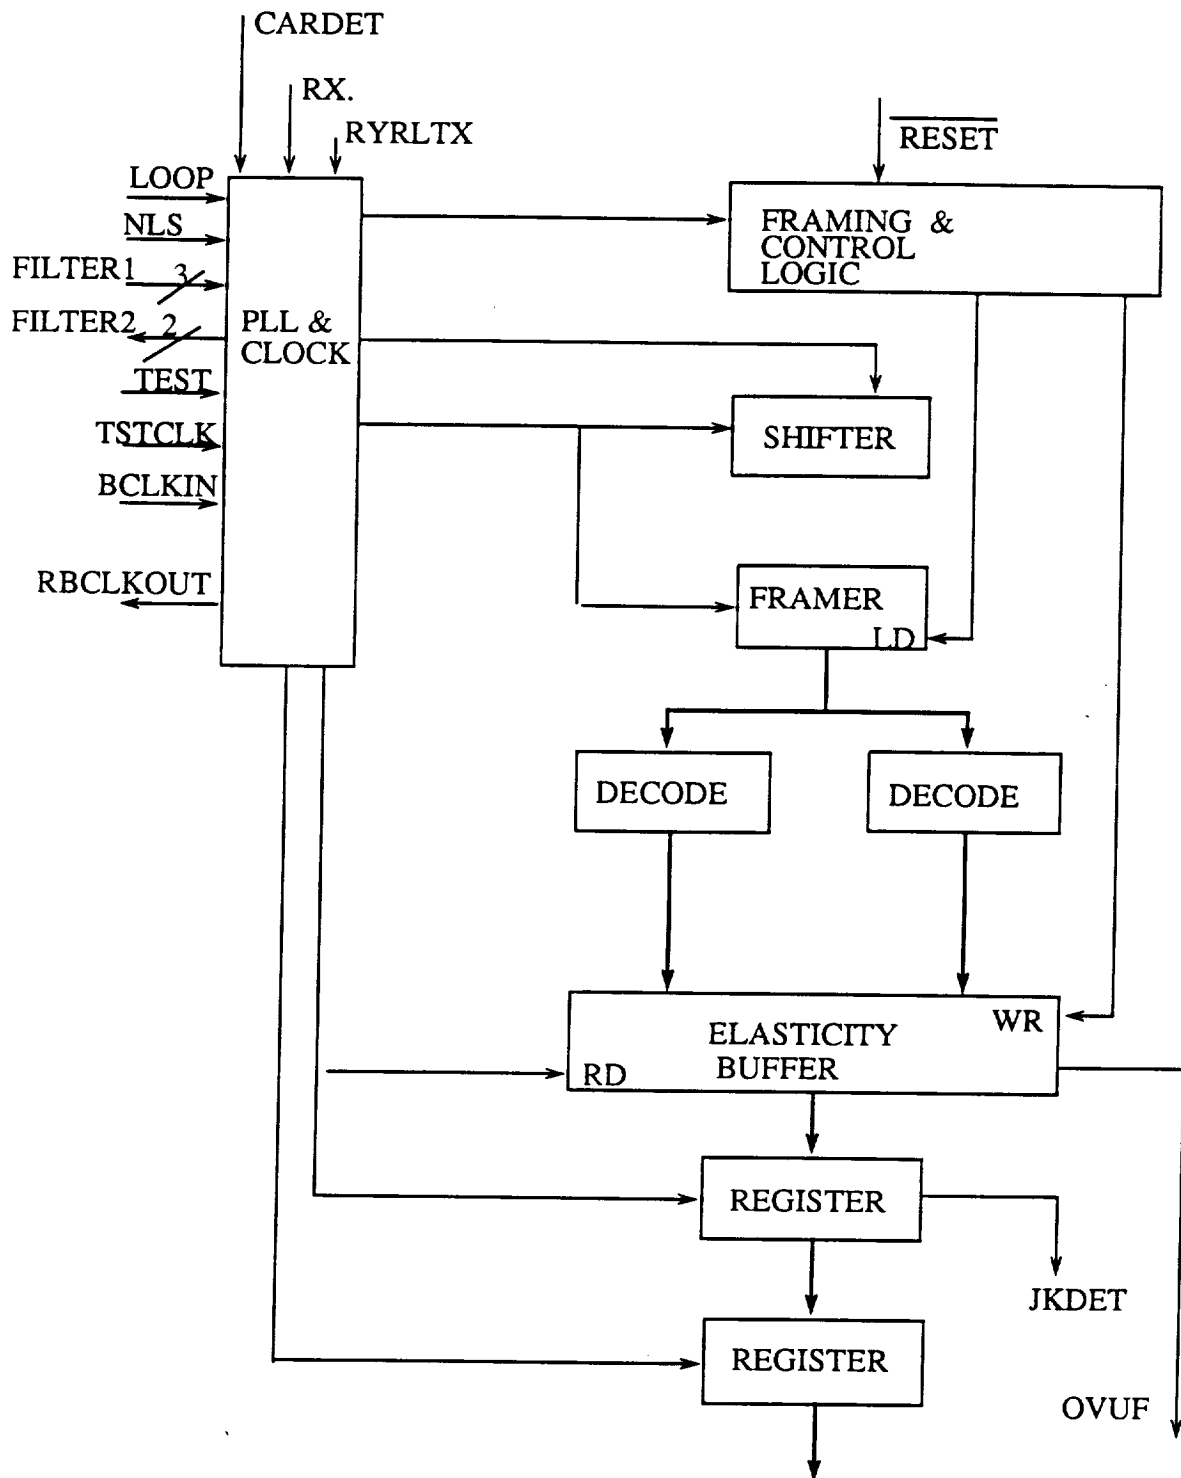 CARDET
RX.
RYRLTX
RESET
LOOP
NLS
FILTER1
3
FILTER2
2
TEST
TSTCLK
BCLKIN
RBCLKOUT
PLL &
CLOCK
FRAMING &
CONTROL
LOGIC
SHIFTER
FRAMER
LD
DECODE
DECODE
WR
ELASTICITY
BUFFER
RD
REGISTER
JKDET
REGISTER
OVUF